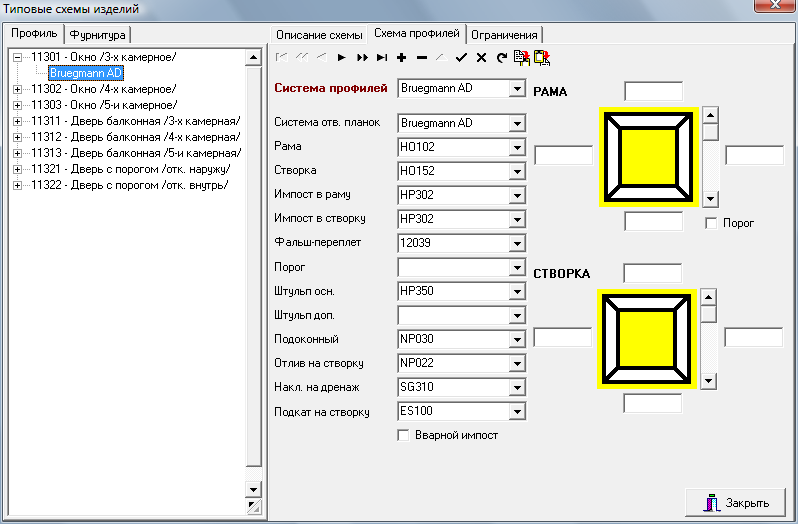 Типовые схемы изделий
Профиль Фурнитура
11301 - Окно /3-х камерное/
Bruegmann AD
11302 - Окно /4-х камерное/
11303 - Окно /5-и камерное/
11311 - Дверь балконная /3-х камерная/
11312 - Дверь балконная /4-х камерная/
11313 - Дверь балконная /5-и камерная/
11321 - Дверь с порогом /отк. наружу/
11322 - Дверь с порогом /отк. внутрь/
Описание схемы Схема профилей Ограничения
Система профилей Bruegmann AD
Система отв. планок Bruegmann AD
Рама HO102
Створка HO152
Импост в раму HP302
Импост в створку HP302
Фальш-переплет 12039
Порог
Штульп осн. HP350
Штульп доп.
Подоконный NP030
Отлив на створку NP022
Накл. на дренаж SG310
Подкат на створку ES100
Вварной импост
РАМА
Порог
СТВОРКА
Закрыть